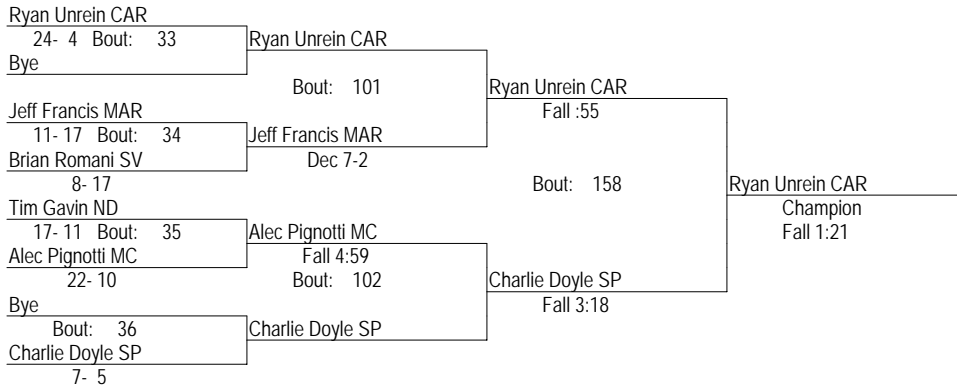 Ryan Unrein CAR
24- 4 Bout: 33 Ryan Unrein CAR
Bye
Bout: 101 Ryan Unrein CAR
Jeff Francis MAR Fall :55
11- 17 Bout: 34 Jeff Francis MAR
Brian Romani SV Dec 7-2
8- 17 Bout: 158 Ryan Unrein CAR
Tim Gavin ND Champion
17- 11 Bout: 35 Alec Pignotti MC Fall 1:21
Alec Pignotti MC Fall 4:59
22- 10 Bout: 102 Charlie Doyle SP
Bye Fall 3:18
Bout: 36 Charlie Doyle SP
Charlie Doyle SP
7- 5